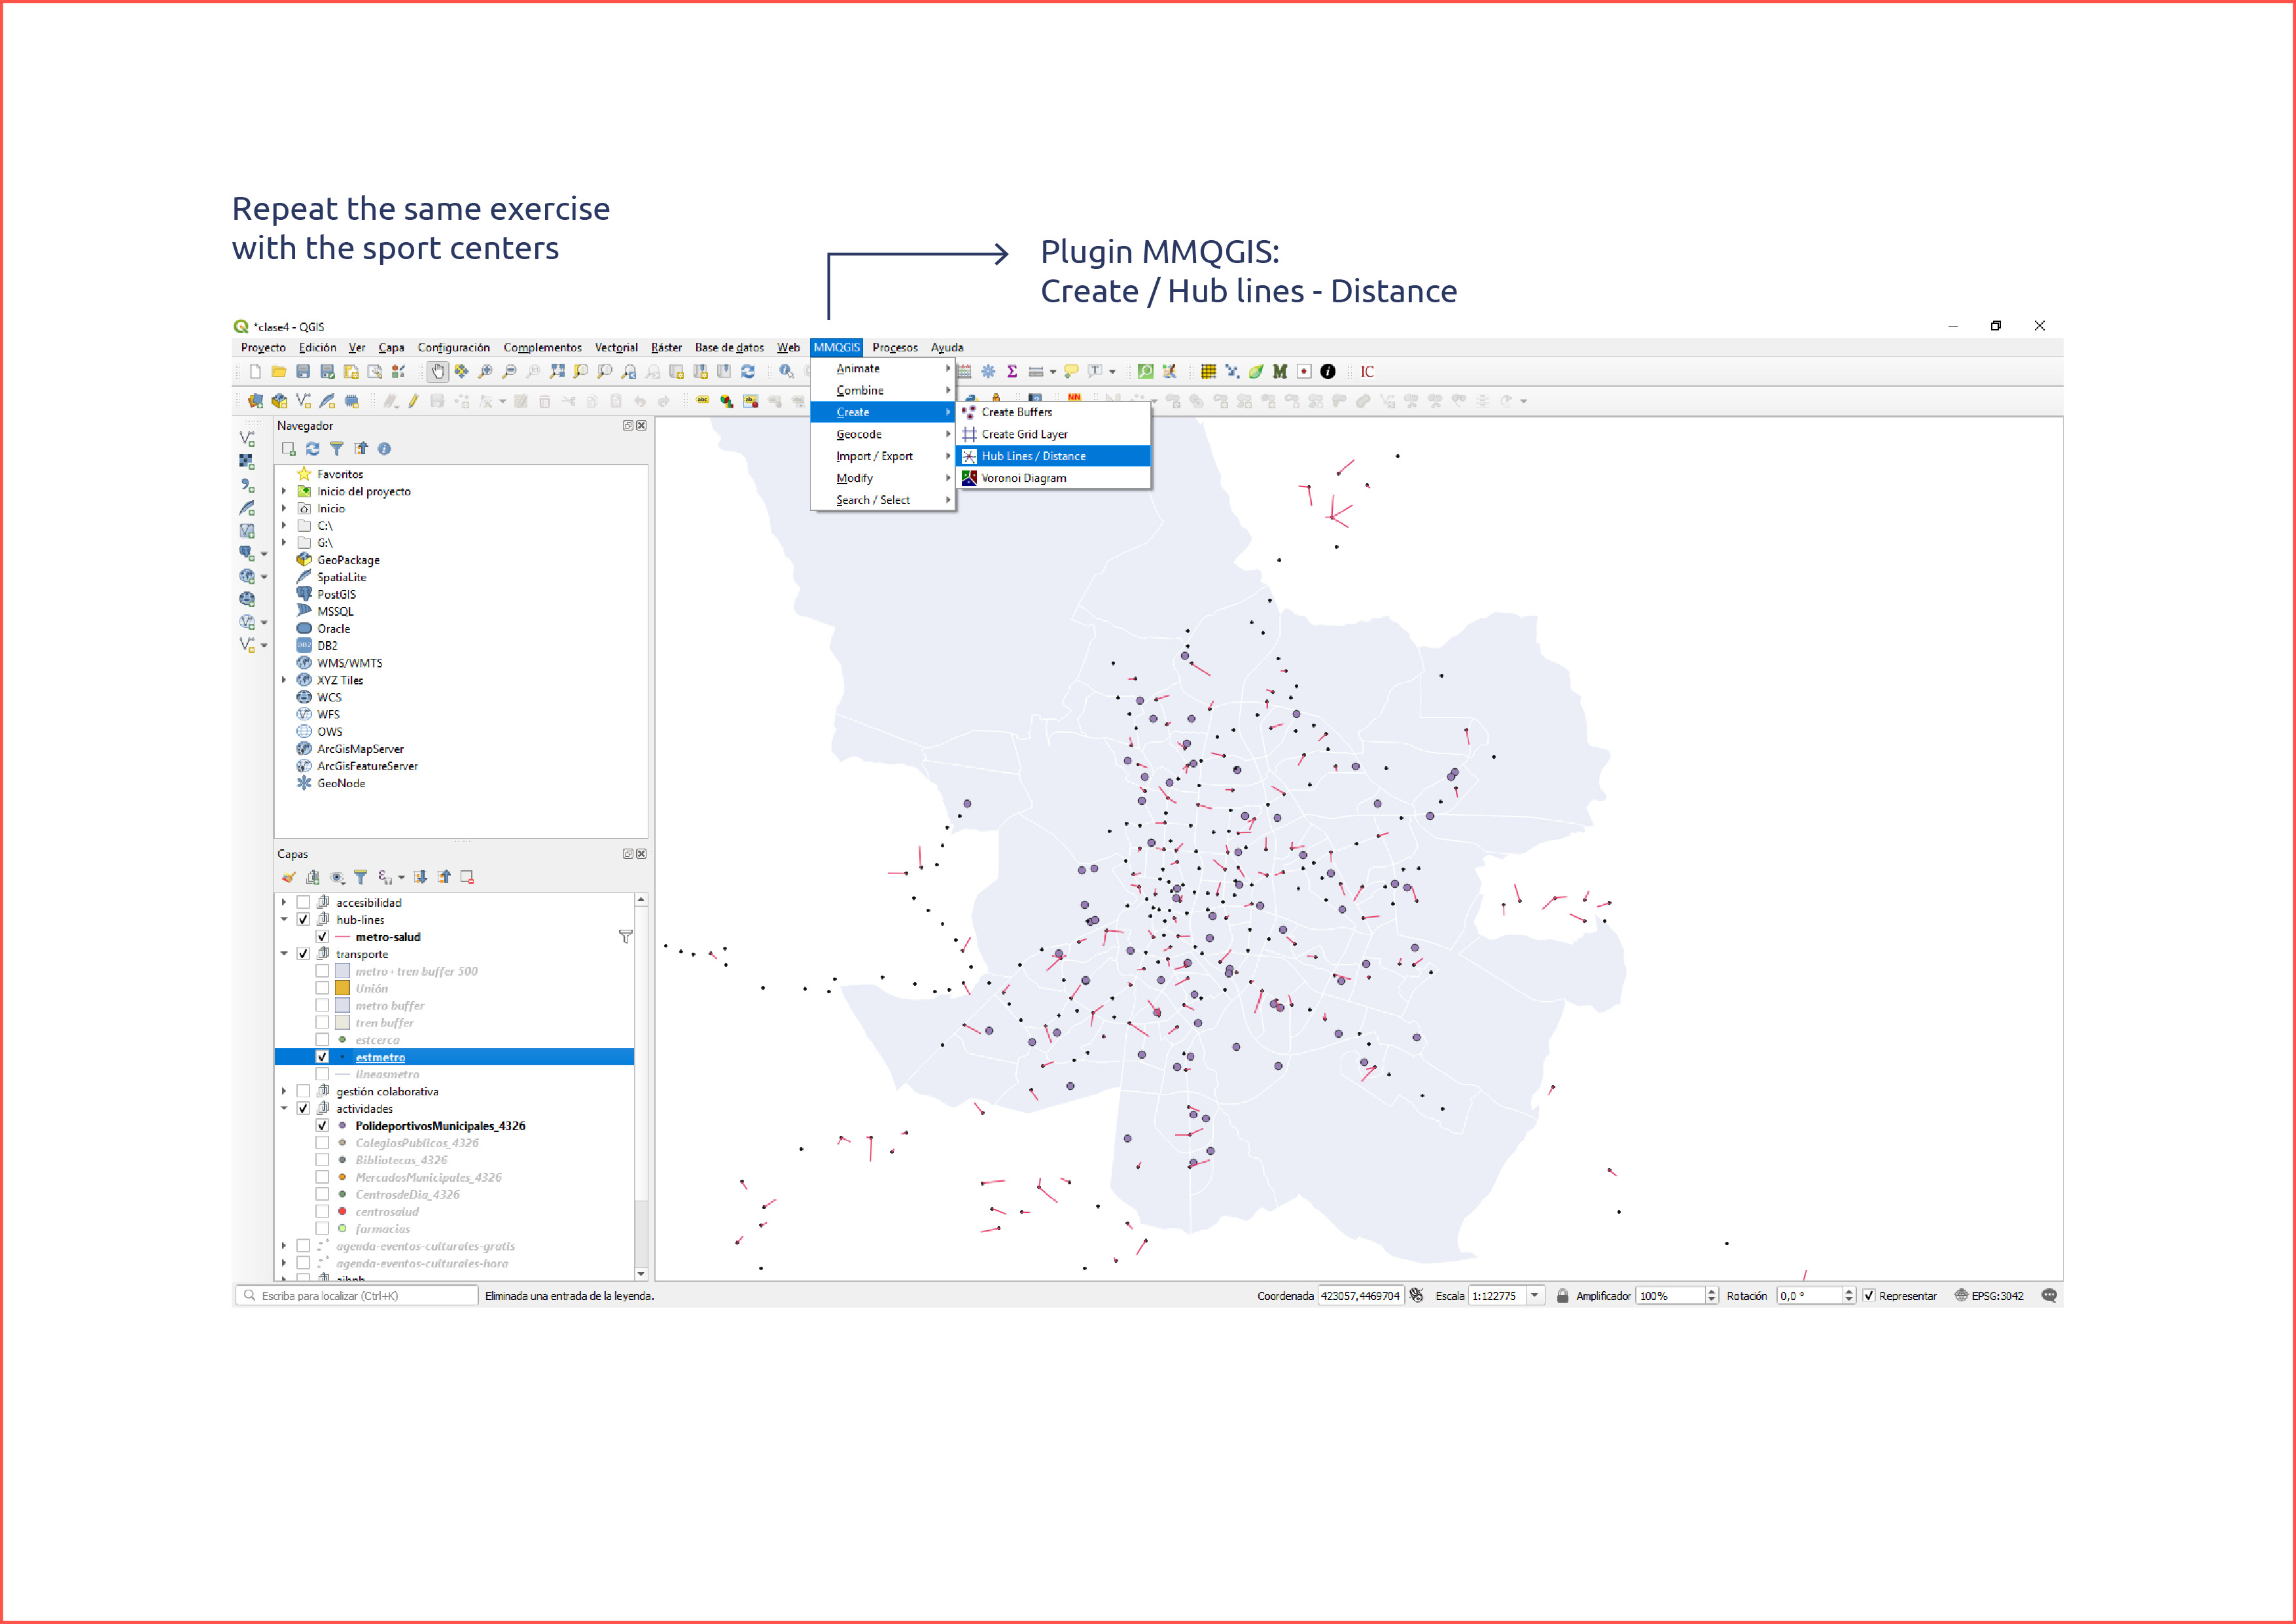 Repeat the same exercise
with the sport centers
Plugin MMQGIS:
Create / Hub lines - Distance
*clase4 - QGIS
Proyecto Edición Ver Capa Configuración Complementos Vectorial Ráster Base de datos Web MMQGIS Procesos Ayuda
Animate
Combine
Create
Geocode
Import / Export
Modify
Search / Select
Create Buffers
Create Grid Layer
Hub Lines / Distance
Voronoi Diagram
IC
Navegador
Favoritos
Inicio del proyecto
Inicio
C:\
G:\
GeoPackage
SpatiaLite
PostGIS
MSSQL
Oracle
DB2
WMS/WMTS
XYZ Tiles
WCS
WFS
OWS
ArcGisMapServer
ArcGisFeatureServer
GeoNode
Capas
accesibilidad
hub-lines
metro-salud
transporte
metro+tren buffer 500
Unión
metro buffer
tren buffer
estcerca
estmetro
lineasmetro
gestión colaborativa
actividades
PolideportivosMunicipales_4326
ColegiosPublicos_4326
Bibliotecas_4326
MercadosMunicipales_4326
CentrosdeDia_4326
centrosalud
farmacias
agenda-eventos-culturales-gratis
agenda-eventos-culturales-hora
Escriba para localizar (Ctrl+K) Eliminada una entrada de la leyenda. Coordenada 423057,4469704 Escala 1:122775 Amplificador 100% Rotación 0,0 ° Representar EPSG:3042